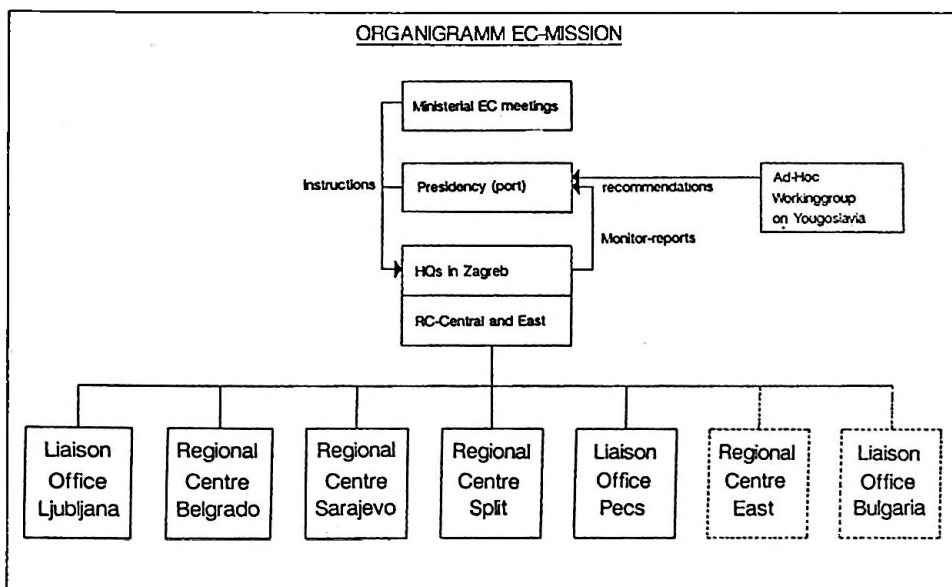 ORGANIGRAMM EC-MISSION
Ministerial EC meetings
Instructions
Presidency (port)
recommendations
Ad-Hoc
Workinggroup
on Yougoslavia
Monitor-reports
HQs in Zagreb
RC-Central and East
Liaison
Office
Ljubljana
Regional
Centre
Belgrado
Regional
Centre
Sarajevo
Regional
Centre
Split
Liaison
Office
Pecs
Regional
Centre
East
Liaison
Office
Bulgaria